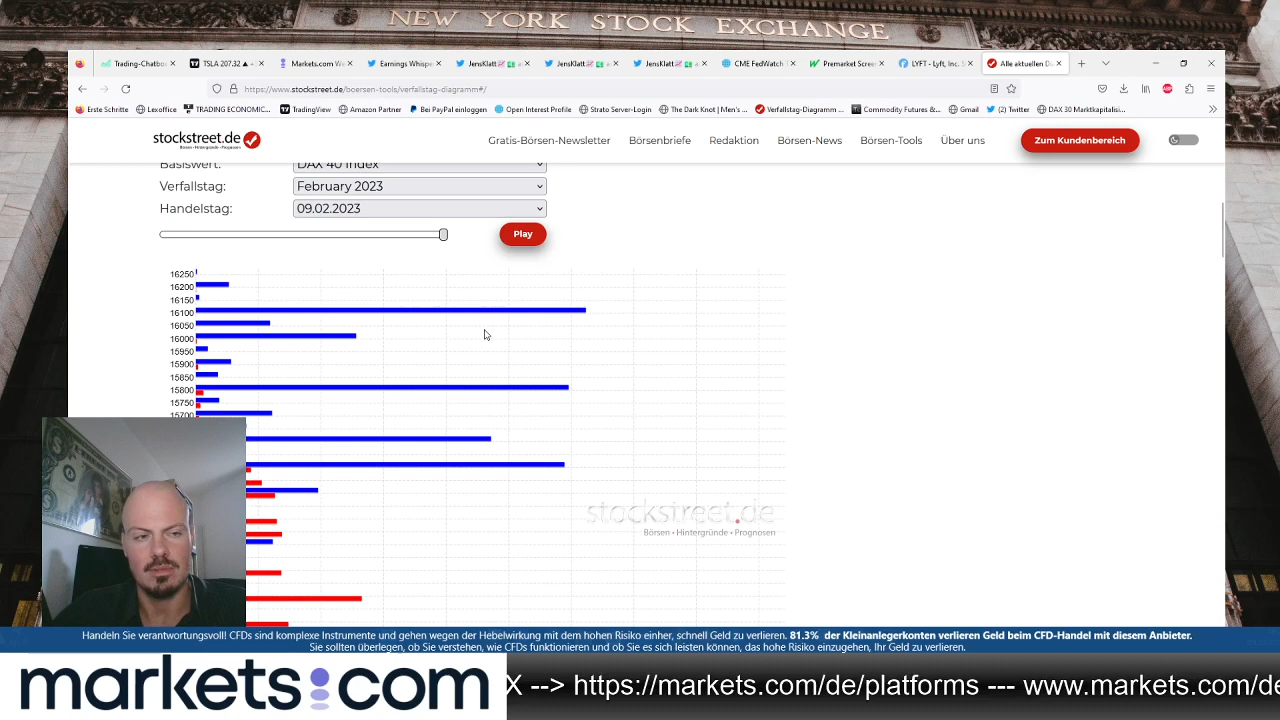 NEW YORK STOCK EXCHANGE
Trading-Chatbo
TSLA 207.32 ▲
Markets.com We
Earnings Whispe
JensKlatt
JensKlatt
JensKlatt
CME FedWatch
Premarket Scree
LYFT - Lyft, Inc. S
Alle aktuellen Da
https://www.stockstreet.de/boersen-tools/verfallstag-diagramm#/
Erste Schritte
Lexoffice
TRADING ECONOMIC...
TradingView
Amazon Partner
Bei PayPal einloggen
Open Interest Profile
Strato Server-Login
The Dark Knot | Men's ...
Verfallstag-Diagramm ...
Commodity Futures &...
Gmail
(2) Twitter
DAX 30 Marktkapitalisi...
stockstreet.de
Börsen • Hintergründe • Prognosen
Gratis-Börsen-Newsletter
Börsenbriefe
Redaktion
Börsen-News
Börsen-Tools
Über uns
Zum Kundenbereich
Basiswert: DAX 40 Index
Verfallstag: February 2023
Handelstag: 09.02.2023
Play
16250
16200
16150
16100
16050
16000
15950
15900
15850
15800
15750
15700
stockstreet.de
Börsen • Hintergründe • Prognosen
Handeln Sie verantwortungsvoll! CFDs sind komplexe Instrumente und gehen wegen der Hebelwirkung mit dem hohen Risiko einher, schnell Geld zu verlieren. 81.3% der Kleinanlegerkonten verlieren Geld beim CFD-Handel mit diesem Anbieter.
Sie sollten überlegen, ob Sie verstehen, wie CFDs funktionieren und ob Sie es sich leisten können, das hohe Risiko einzugehen, Ihr Geld zu verlieren.
markets.com
X --> https://markets.com/de/platforms --- www.markets.com/de